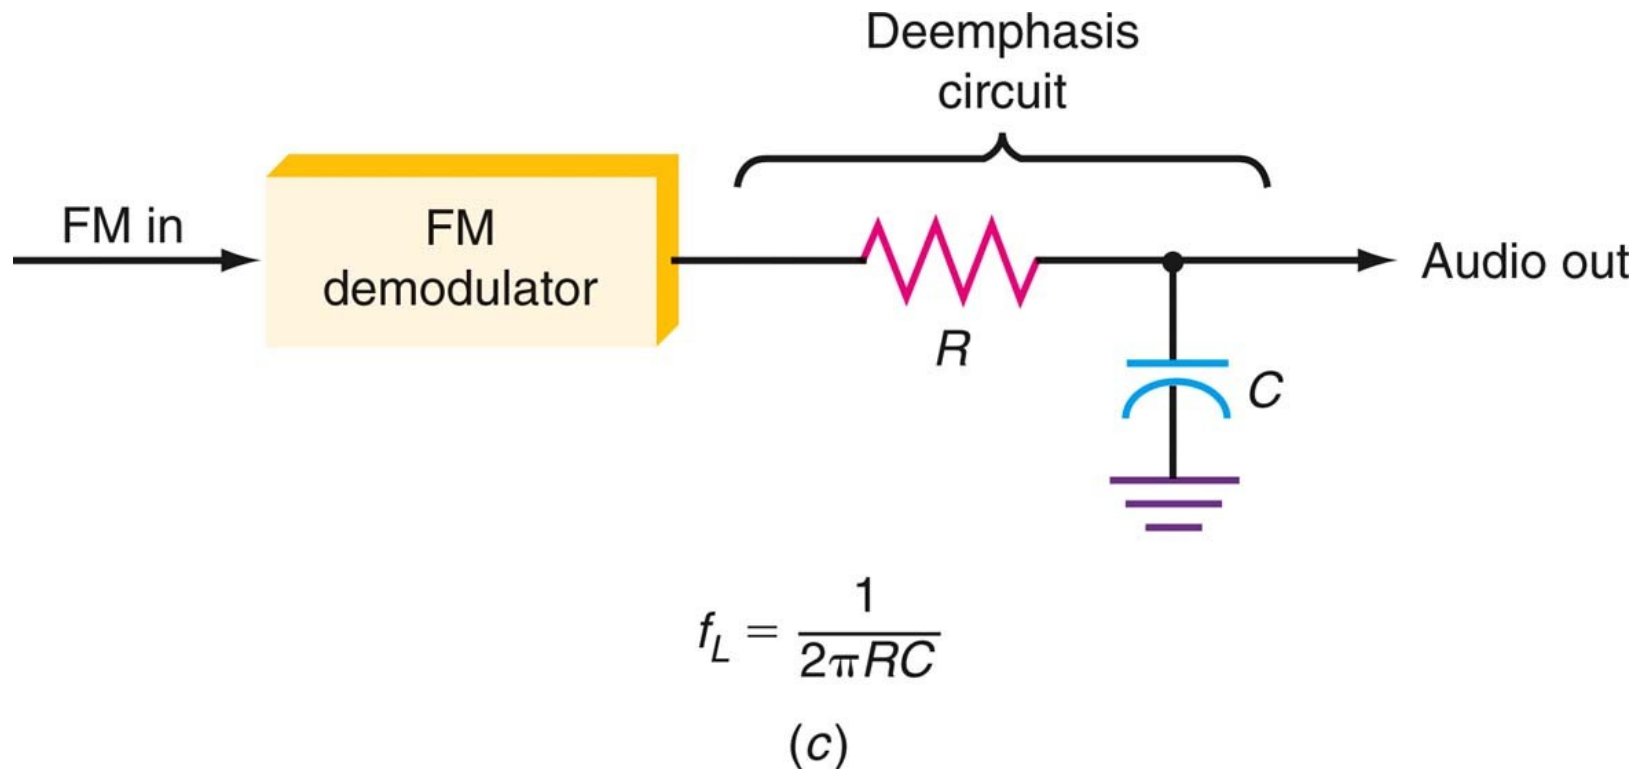 Deemphasis
circuit
FM in
FM
demodulator
Audio out
R
C
f_L = 1/(2πRC)
(c)